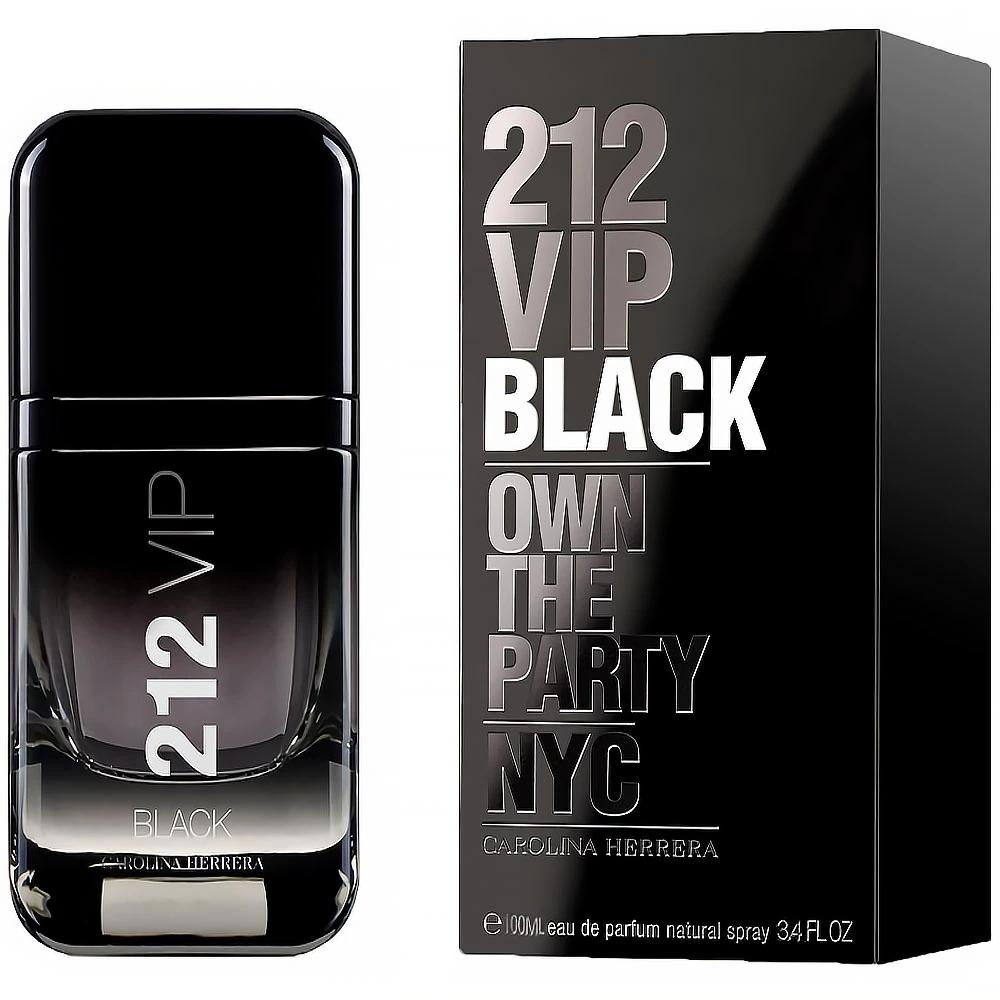 212 VIP
BLACK
CAROLINA HERRERA
212
VIP
BLACK
OWN
THE
PARTY
NYC
CAROLINA HERRERA
℮100ML eau de parfum natural spray 3.4 FL OZ